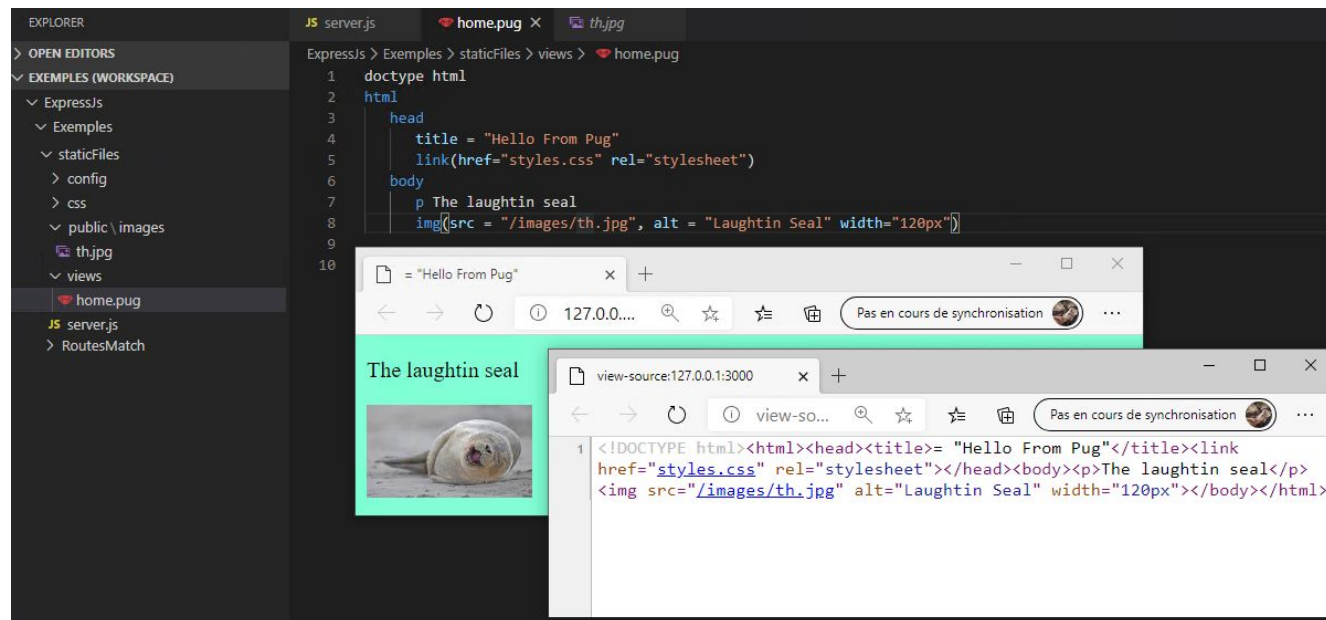 EXPLORER
OPEN EDITORS
EXEMPLES (WORKSPACE)
ExpressJs
Exemples
staticFiles
config
css
public \ images
th.jpg
views
home.pug
JS server.js
RoutesMatch
JS server.js home.pug × th.jpg
ExpressJs > Exemples > staticFiles > views > home.pug
1 doctype html
2 html
3 head
4 title = "Hello From Pug"
5 link(href="styles.css" rel="stylesheet")
6 body
7 p The laughtin seal
8 img(src = "/images/th.jpg", alt = "Laughtin Seal" width="120px")
9
10
= "Hello From Pug"
127.0.0.... Pas en cours de synchronisation
The laughtin seal
view-source:127.0.0.1:3000
view-so... Pas en cours de synchronisation
1 <!DOCTYPE html><html><head><title>= "Hello From Pug"</title><link
href="styles.css" rel="stylesheet"></head><body><p>The laughtin seal</p>
<img src="/images/th.jpg" alt="Laughtin Seal" width="120px"></body></html>